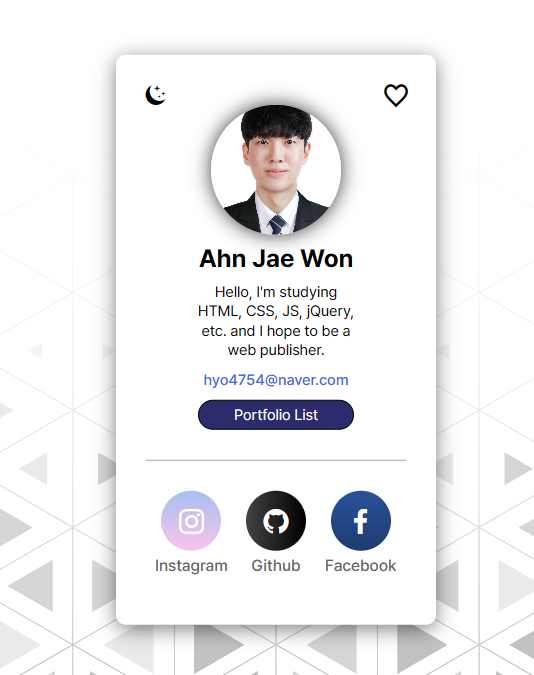 Ahn Jae Won
Hello, I'm studying
HTML, CSS, JS, jQuery,
etc. and I hope to be a
web publisher.
hyo4754@naver.com
Portfolio List
Instagram
Github
Facebook